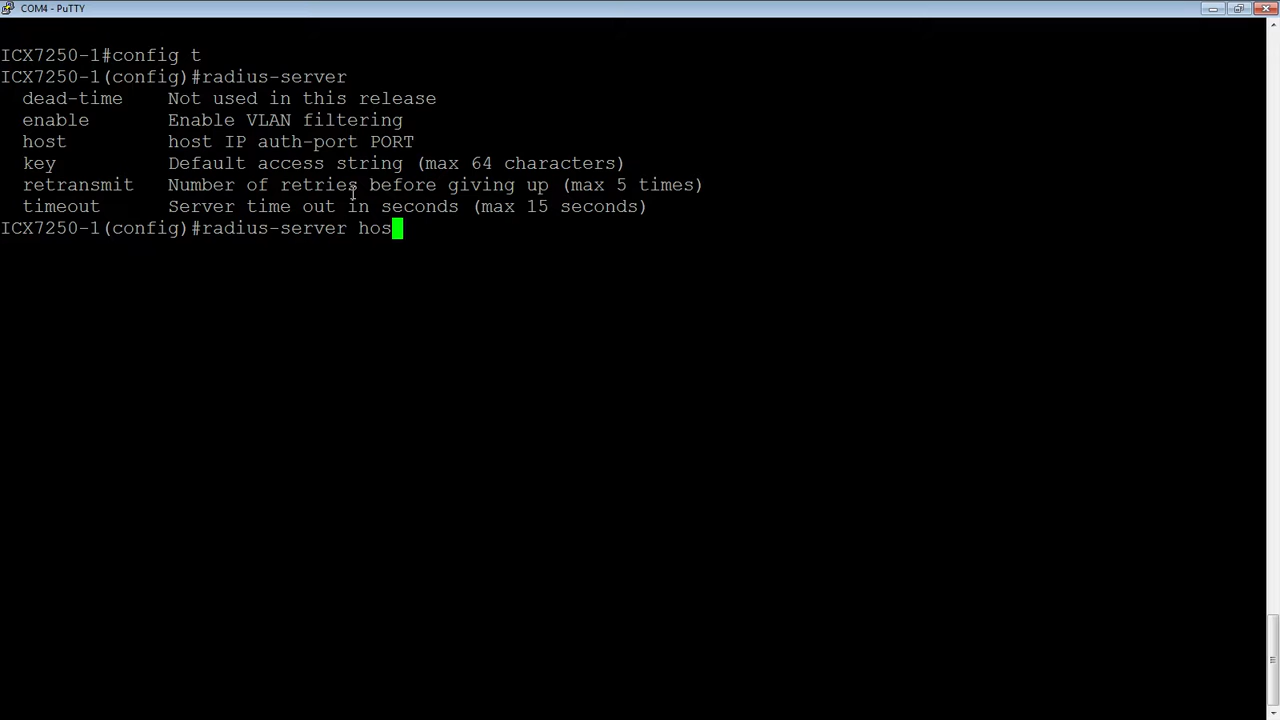 COM4 - PuTTY
ICX7250-1#config t
ICX7250-1(config)#radius-server
dead-time Not used in this release
enable Enable VLAN filtering
host host IP auth-port PORT
key Default access string (max 64 characters)
retransmit Number of retries before giving up (max 5 times)
timeout Server time out in seconds (max 15 seconds)
ICX7250-1(config)#radius-server hos